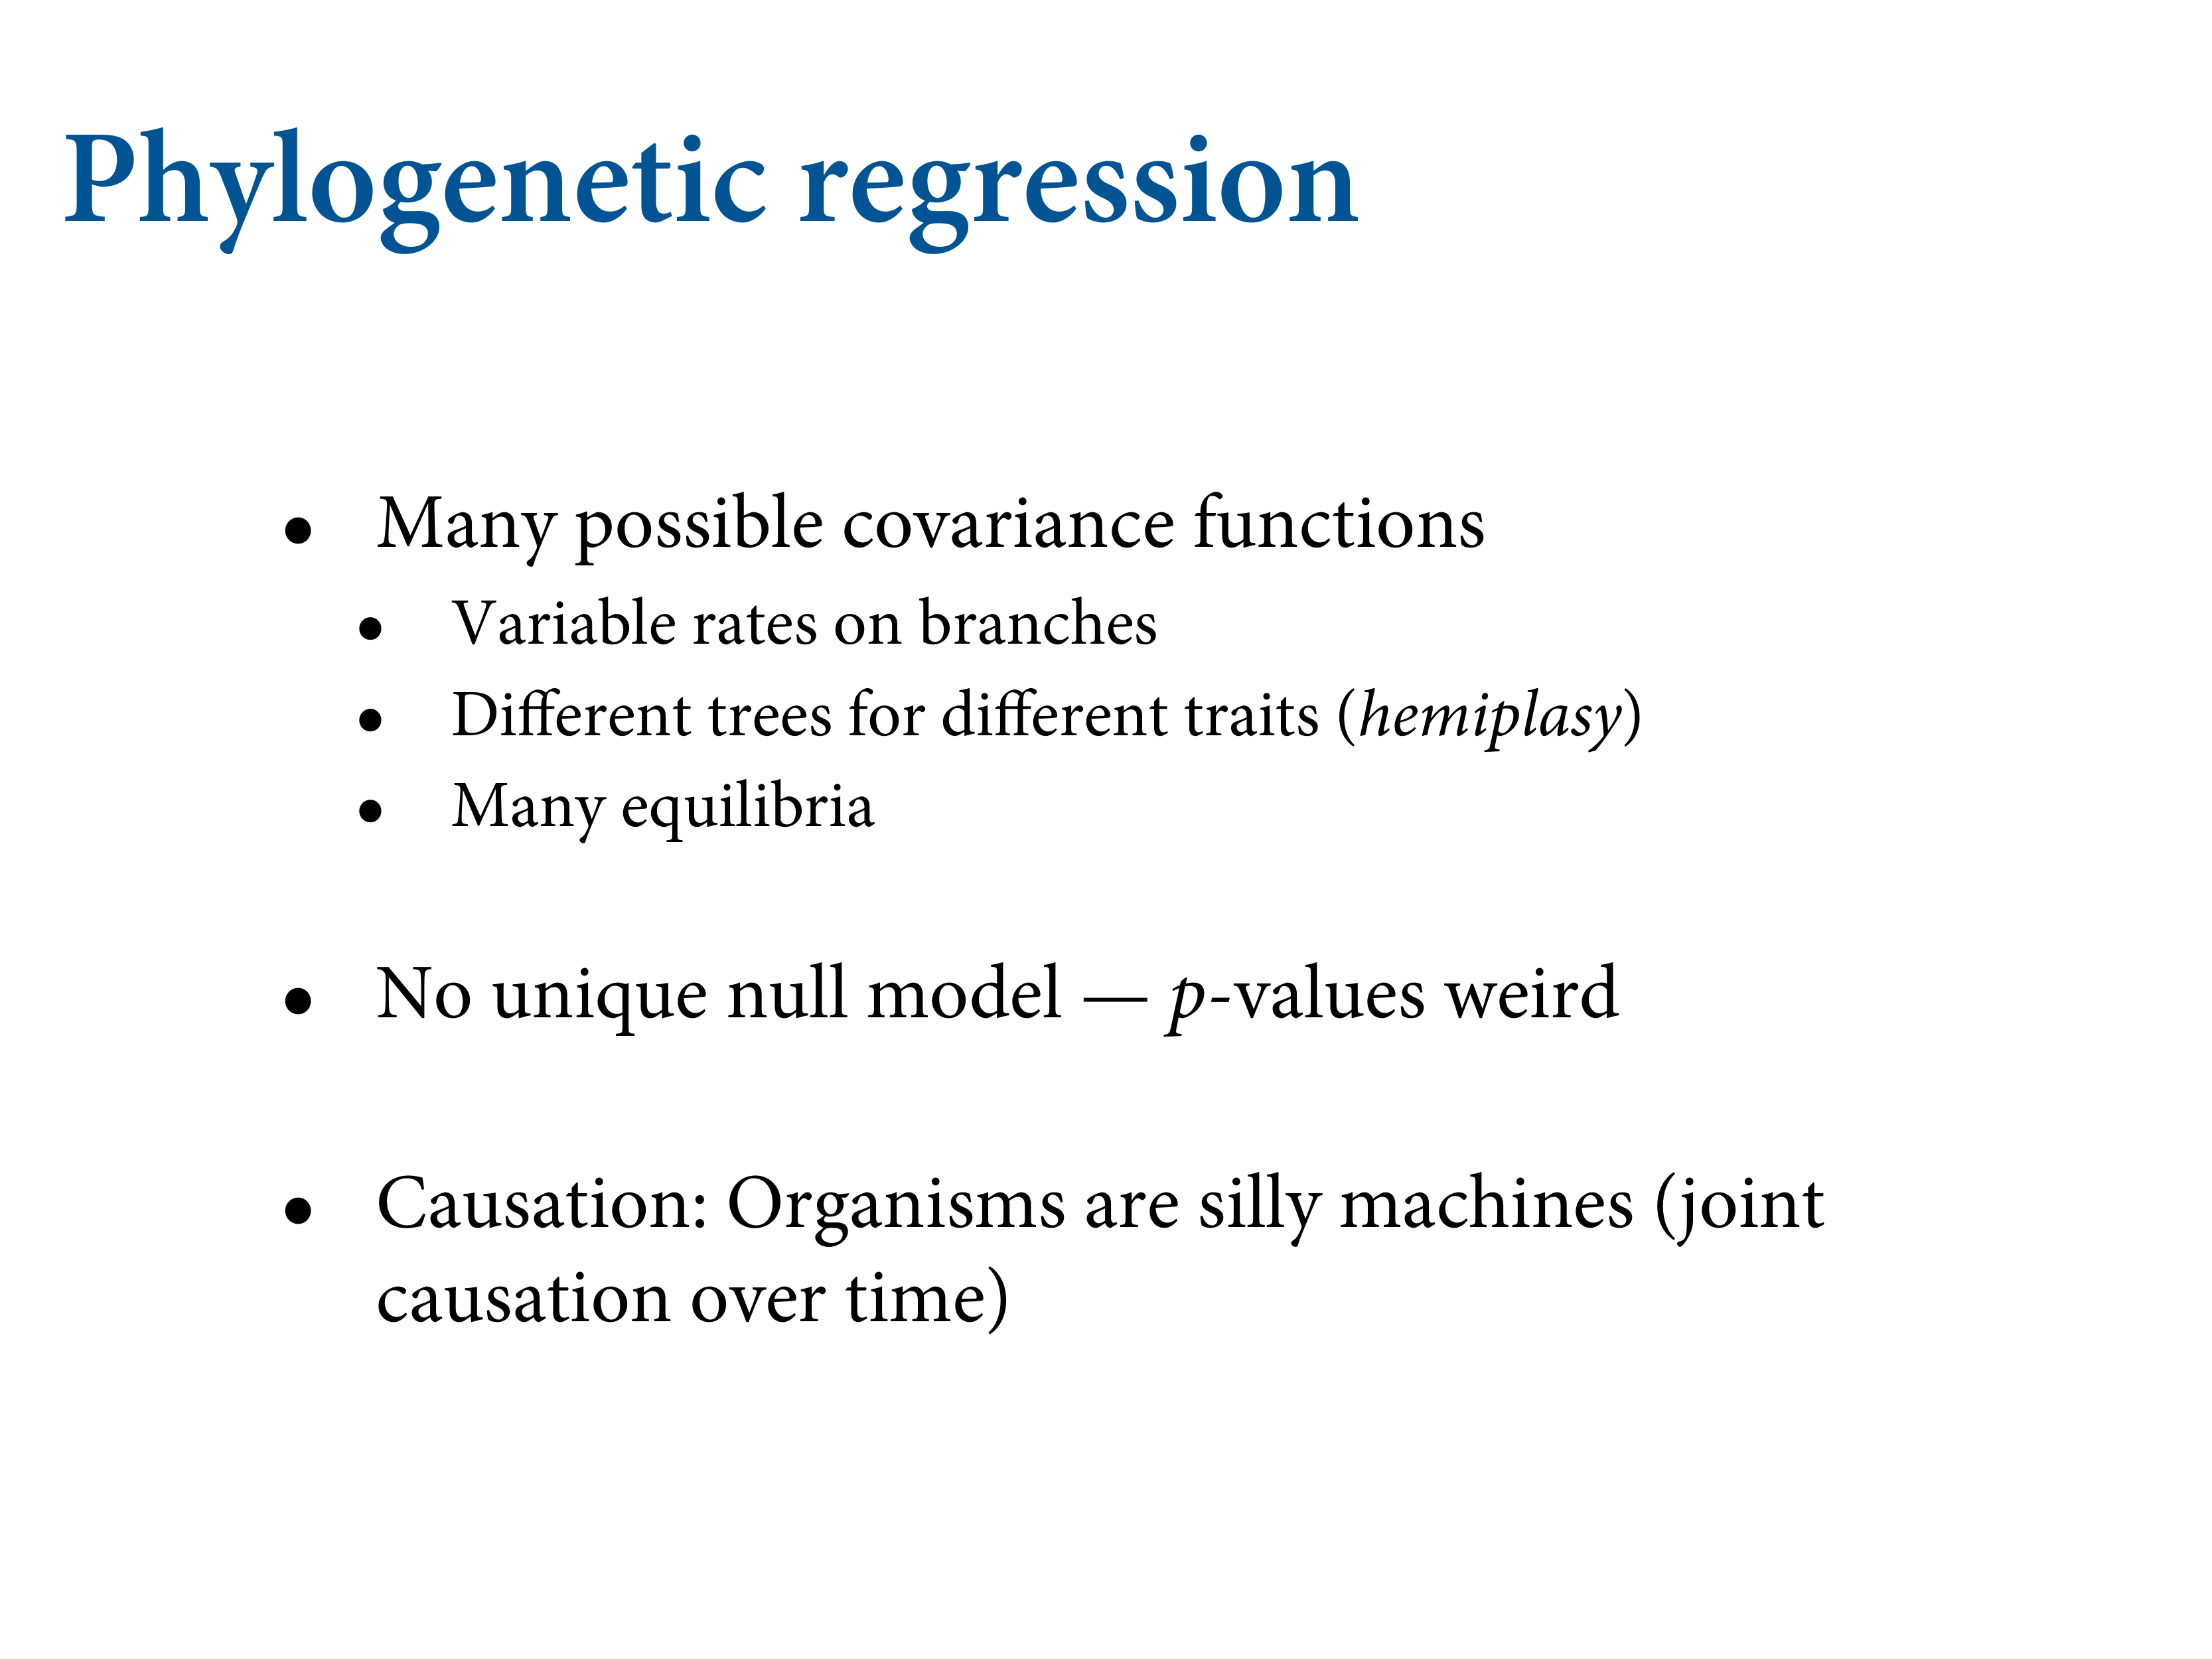 Phylogenetic regression
• Many possible covariance functions
• Variable rates on branches
• Different trees for different traits (hemiplasy)
• Many equilibria
• No unique null model — p-values weird
• Causation: Organisms are silly machines (joint
causation over time)